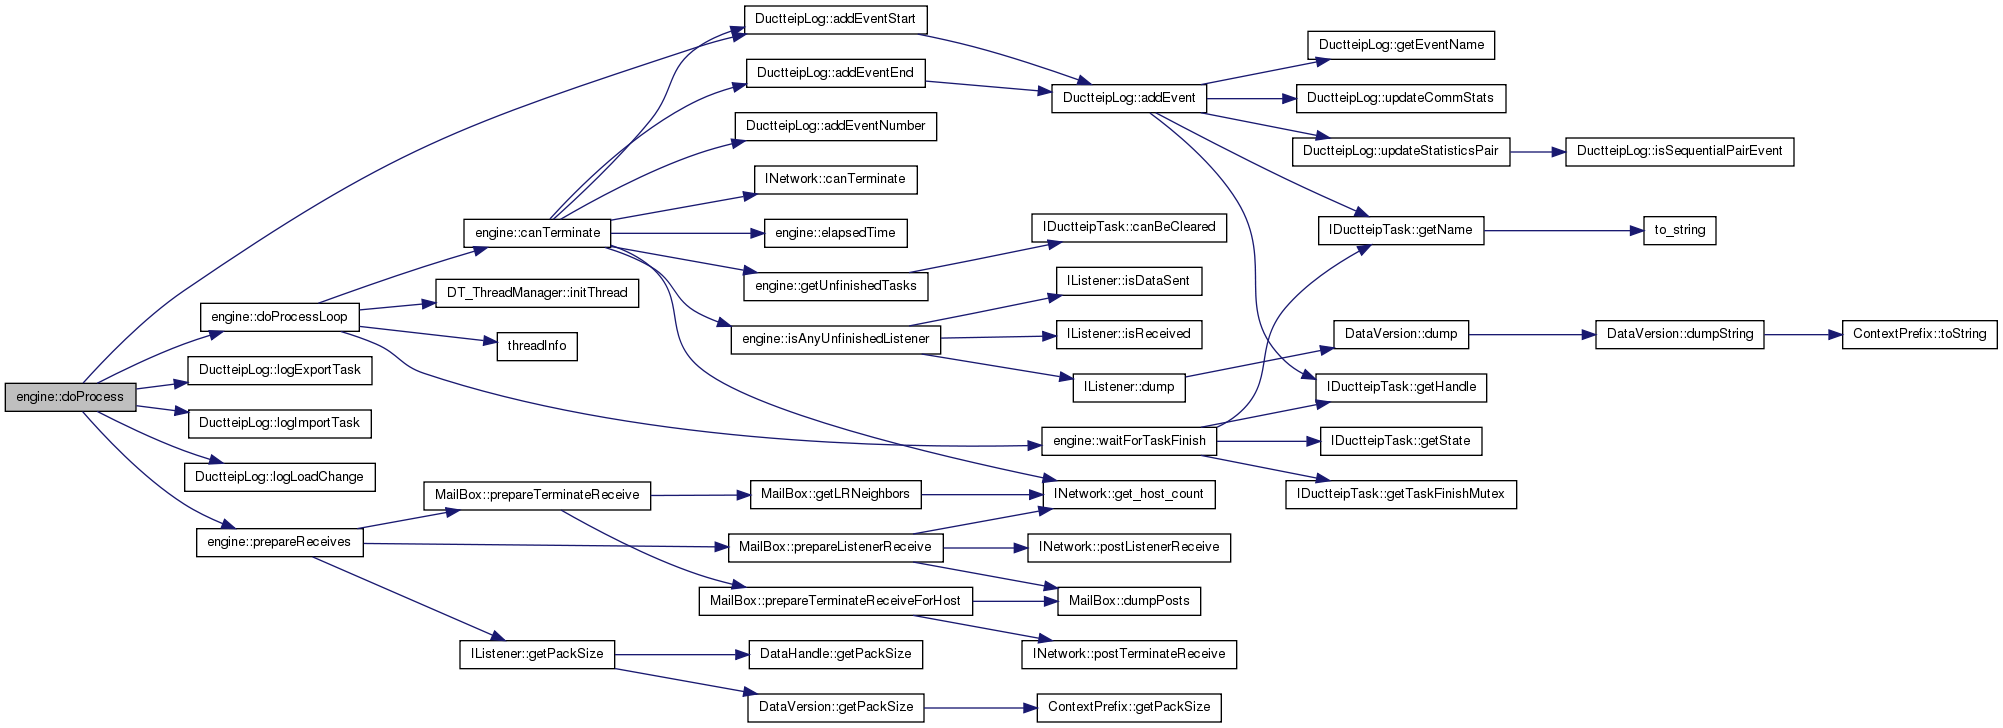 engine::doProcess
DuctteipLog::addEventStart
DuctteipLog::addEventEnd
DuctteipLog::addEventNumber
INetwork::canTerminate
engine::canTerminate
engine::elapsedTime
engine::getUnfinishedTasks
engine::doProcessLoop
DT_ThreadManager::initThread
threadInfo
engine::isAnyUnfinishedListener
DuctteipLog::logExportTask
DuctteipLog::logImportTask
DuctteipLog::logLoadChange
engine::prepareReceives
MailBox::prepareTerminateReceive
MailBox::getLRNeighbors
MailBox::prepareListenerReceive
MailBox::prepareTerminateReceiveForHost
IListener::getPackSize
DataHandle::getPackSize
DataVersion::getPackSize
ContextPrefix::getPackSize
DuctteipLog::addEvent
DuctteipLog::getEventName
DuctteipLog::updateCommStats
DuctteipLog::updateStatisticsPair
DuctteipLog::isSequentialPairEvent
IDuctteipTask::getName
to_string
IDuctteipTask::canBeCleared
IListener::isDataSent
IListener::isReceived
IListener::dump
DataVersion::dump
DataVersion::dumpString
ContextPrefix::toString
IDuctteipTask::getHandle
engine::waitForTaskFinish
IDuctteipTask::getState
IDuctteipTask::getTaskFinishMutex
INetwork::get_host_count
INetwork::postListenerReceive
MailBox::dumpPosts
INetwork::postTerminateReceive